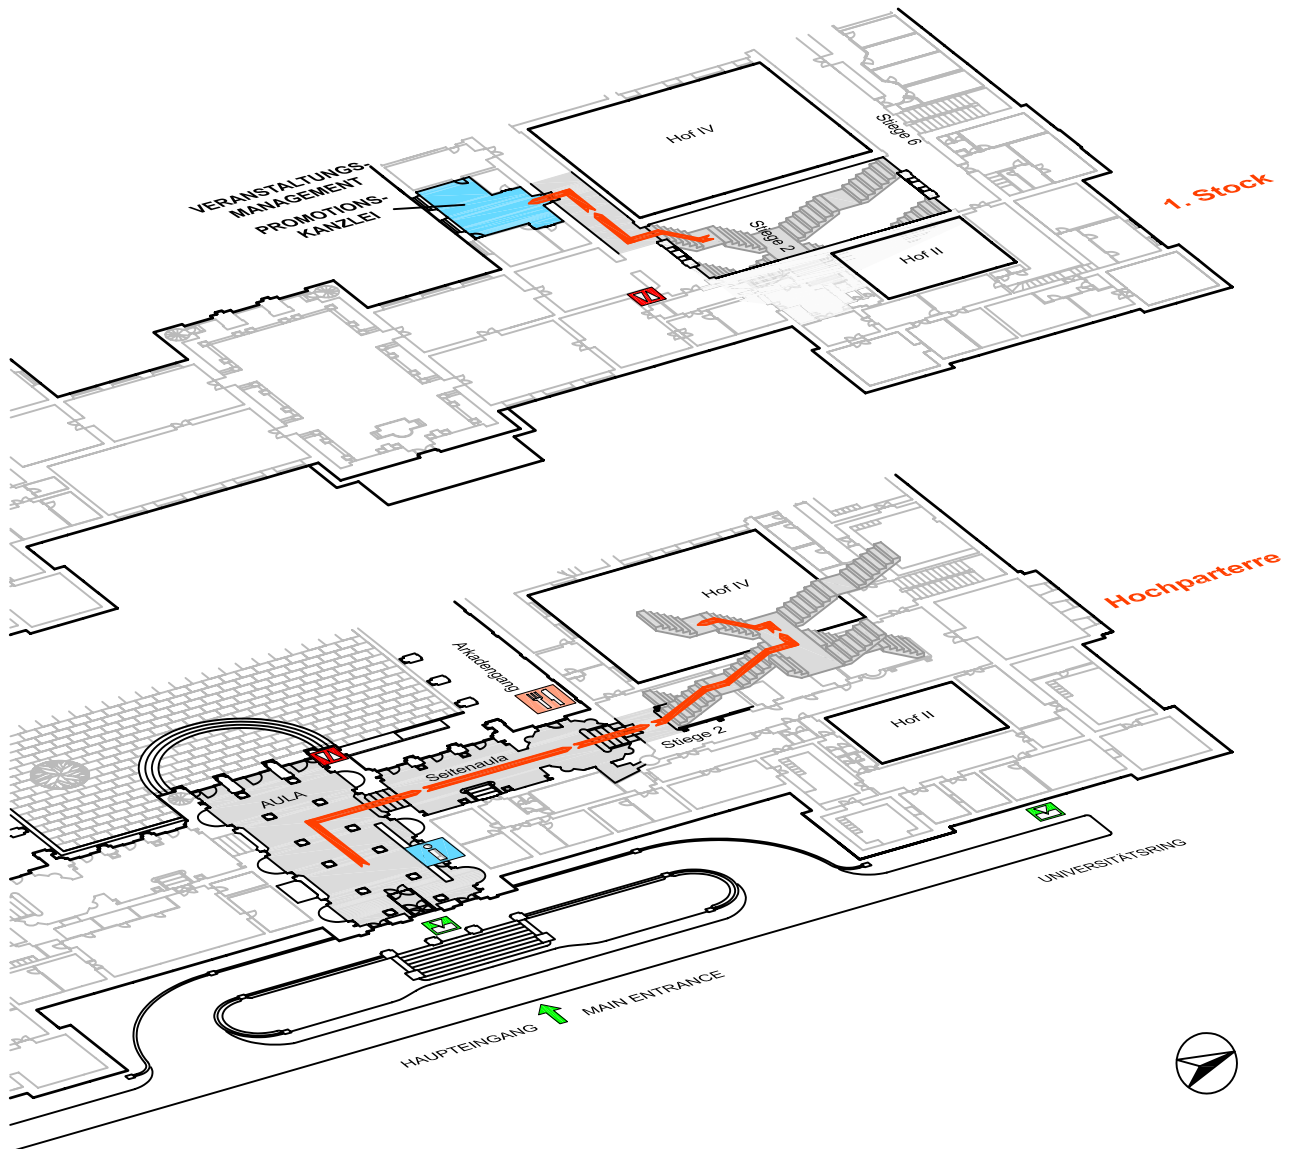 Hof IV
Stiege 6
VERANSTALTUNGS-
MANAGEMENT
PROMOTIONS-
KANZLEI
1. Stock
Stiege 2
Hof II
Hochparterre
Hof IV
Arkadengang
Hof II
Stiege 2
Seitenaula
AULA
i
UNIVERSITÄTSRING
MAIN ENTRANCE
HAUPTEINGANG